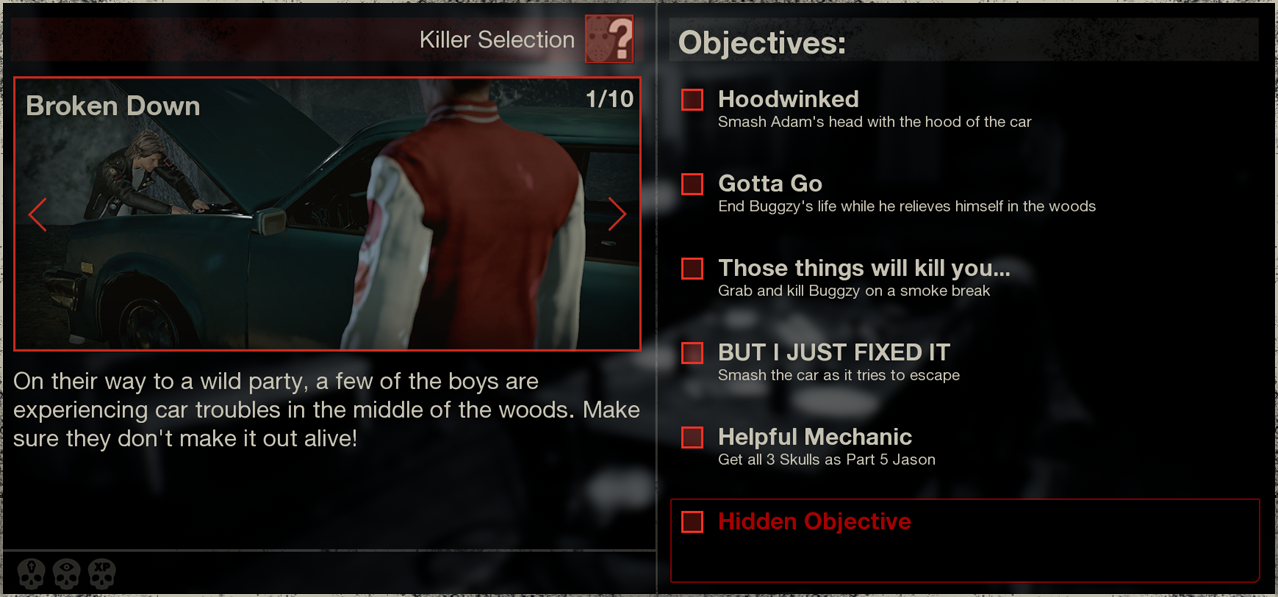 Killer Selection
?
Broken Down
1/10
On their way to a wild party, a few of the boys are
experiencing car troubles in the middle of the woods. Make
sure they don't make it out alive!
XP
Objectives:
Hoodwinked
Smash Adam's head with the hood of the car
Gotta Go
End Buggzy's life while he relieves himself in the woods
Those things will kill you...
Grab and kill Buggzy on a smoke break
BUT I JUST FIXED IT
Smash the car as it tries to escape
Helpful Mechanic
Get all 3 Skulls as Part 5 Jason
Hidden Objective